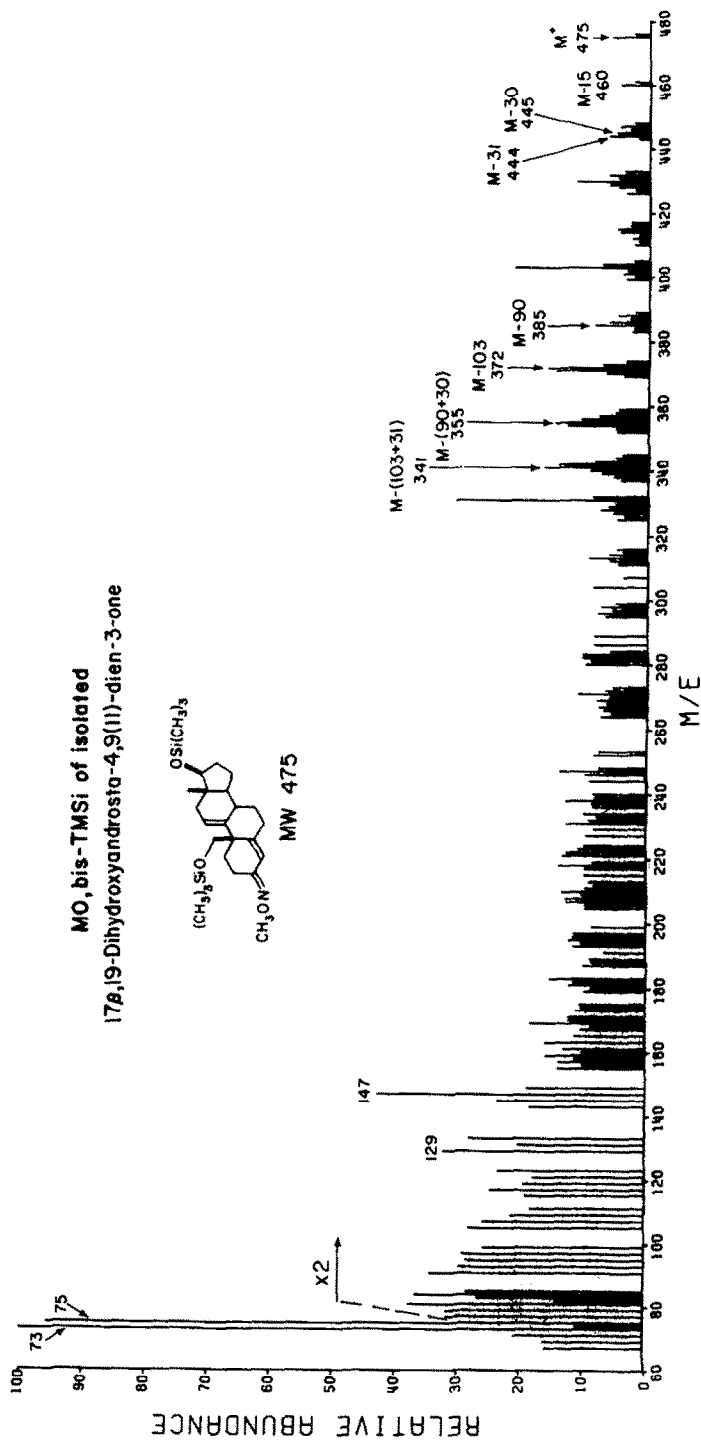 MO,bis-TMSi of isolated
17β,19-Dihydroxyandrosta-4,9(11)-dien-3-one
OSi(CH₃)₃
(CH₃)₃SiO
CH₃ON
MW 475
RELATIVE ABUNDANCE
100
90
80
70
60
50
40
30
20
10
0
73
75
x2
129
147
M-(103+31)
341
M-(90+30)
355
M-103
372
M-90
385
M-31
444
M-30
445
M-15
460
M⁺
475
60
80
100
120
140
160
180
200
220
240
260
280
300
320
340
360
380
400
420
440
460
480
M/E